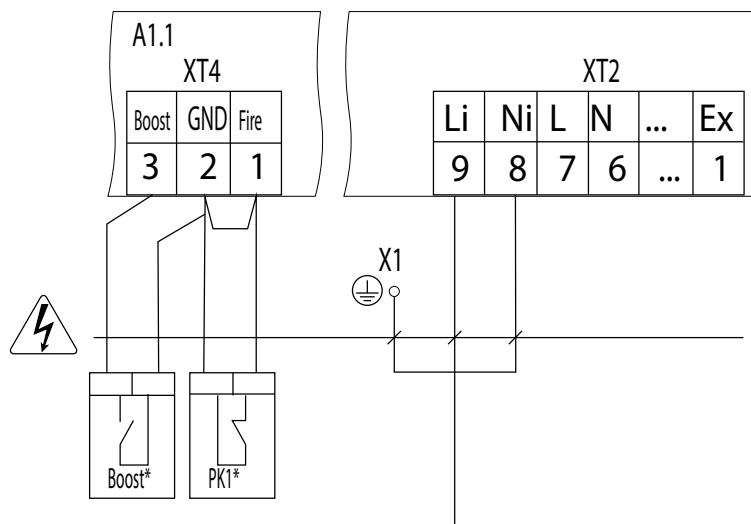 A1.1
XT4
XT2
Boost GND Fire
3 2 1
Li Ni L N ... Ex
9 8 7 6 ... 1
X1
Boost*
PK1*